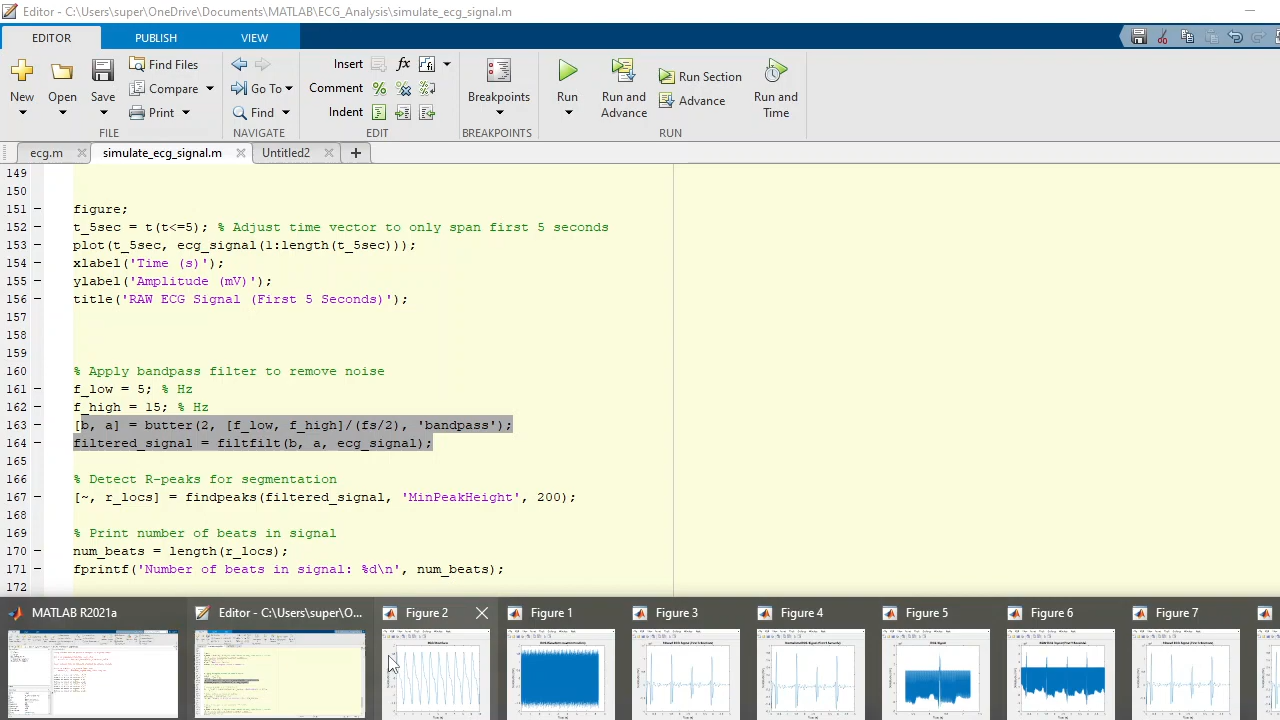 Editor - C:\Users\super\OneDrive\Documents\MATLAB\ECG_Analysis\simulate_ecg_signal.m
EDITOR PUBLISH VIEW
New Open Save Find Files Compare Print
Go To Find
Insert fx
Comment
Indent
Breakpoints
Run Run and Advance Run Section Advance Run and Time
FILE NAVIGATE EDIT BREAKPOINTS RUN
ecg.m simulate_ecg_signal.m Untitled2
149
150
151 figure;
152 t_5sec = t(t<=5); % Adjust time vector to only span first 5 seconds
153 plot(t_5sec, ecg_signal(1:length(t_5sec)));
154 xlabel('Time (s)');
155 ylabel('Amplitude (mV)');
156 title('RAW ECG Signal (First 5 Seconds)');
157
158
159
160 % Apply bandpass filter to remove noise
161 f_low = 5; % Hz
162 f_high = 15; % Hz
163 [b, a] = butter(2, [f_low, f_high]/(fs/2), 'bandpass');
164 filtered_signal = filtfilt(b, a, ecg_signal);
165
166 % Detect R-peaks for segmentation
167 [~, r_locs] = findpeaks(filtered_signal, 'MinPeakHeight', 200);
168
169 % Print number of beats in signal
170 num_beats = length(r_locs);
171 fprintf('Number of beats in signal: %d\n', num_beats);
172
MATLAB R2021a Editor - C:\Users\super\O... Figure 2 Figure 1 Figure 3 Figure 4 Figure 5 Figure 6 Figure 7